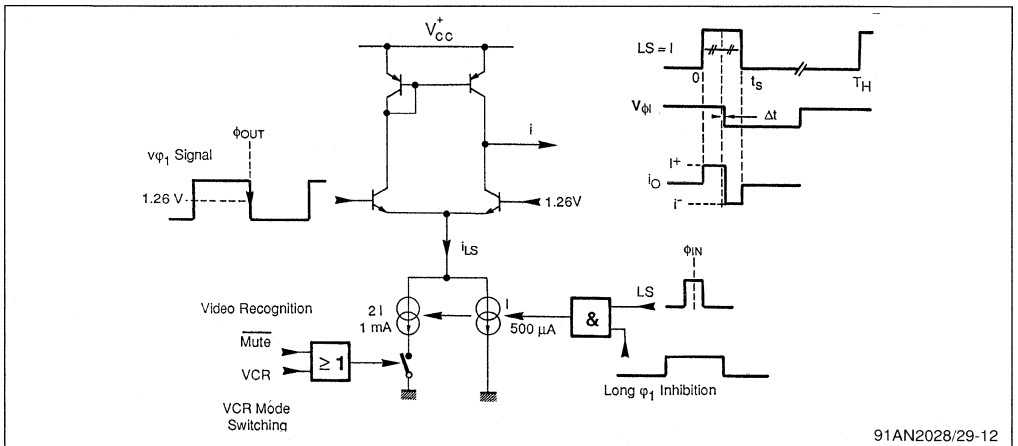 V⁺CC
LS = I
0
tS
TH
Vφ1
Δt
I+
iO
i-
φOUT
vφ1 Signal
1.26 V
i
1.26V
iLS
φIN
LS
Video Recognition
2 I
1 mA
I
500 µA
&
Mute
VCR
≥ 1
Long φ1 Inhibition
VCR Mode
Switching
91AN2028/29-12